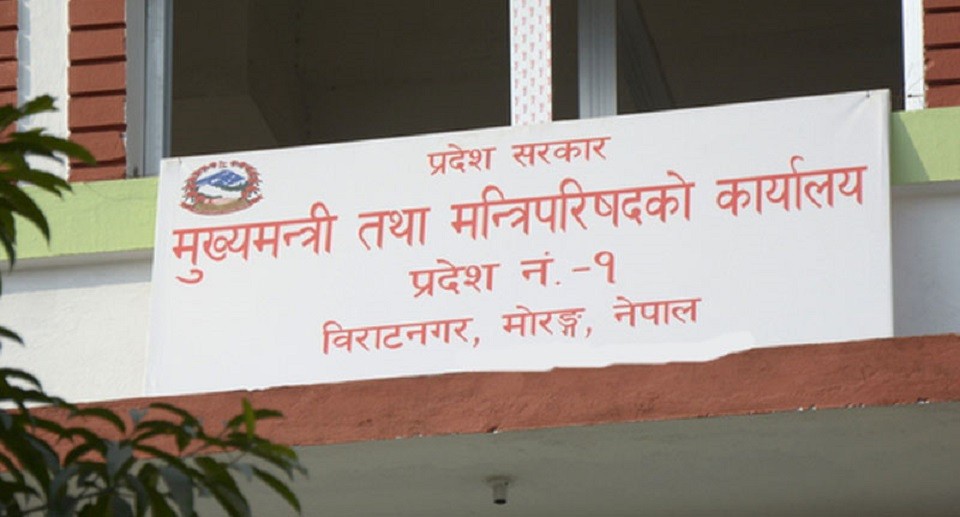 प्रदेश सरकार
मुख्यमन्त्री तथा मन्त्रिपरिषदको कार्यालय
प्रदेश नं. -१
विराटनगर, मोरङ्ग, नेपाल